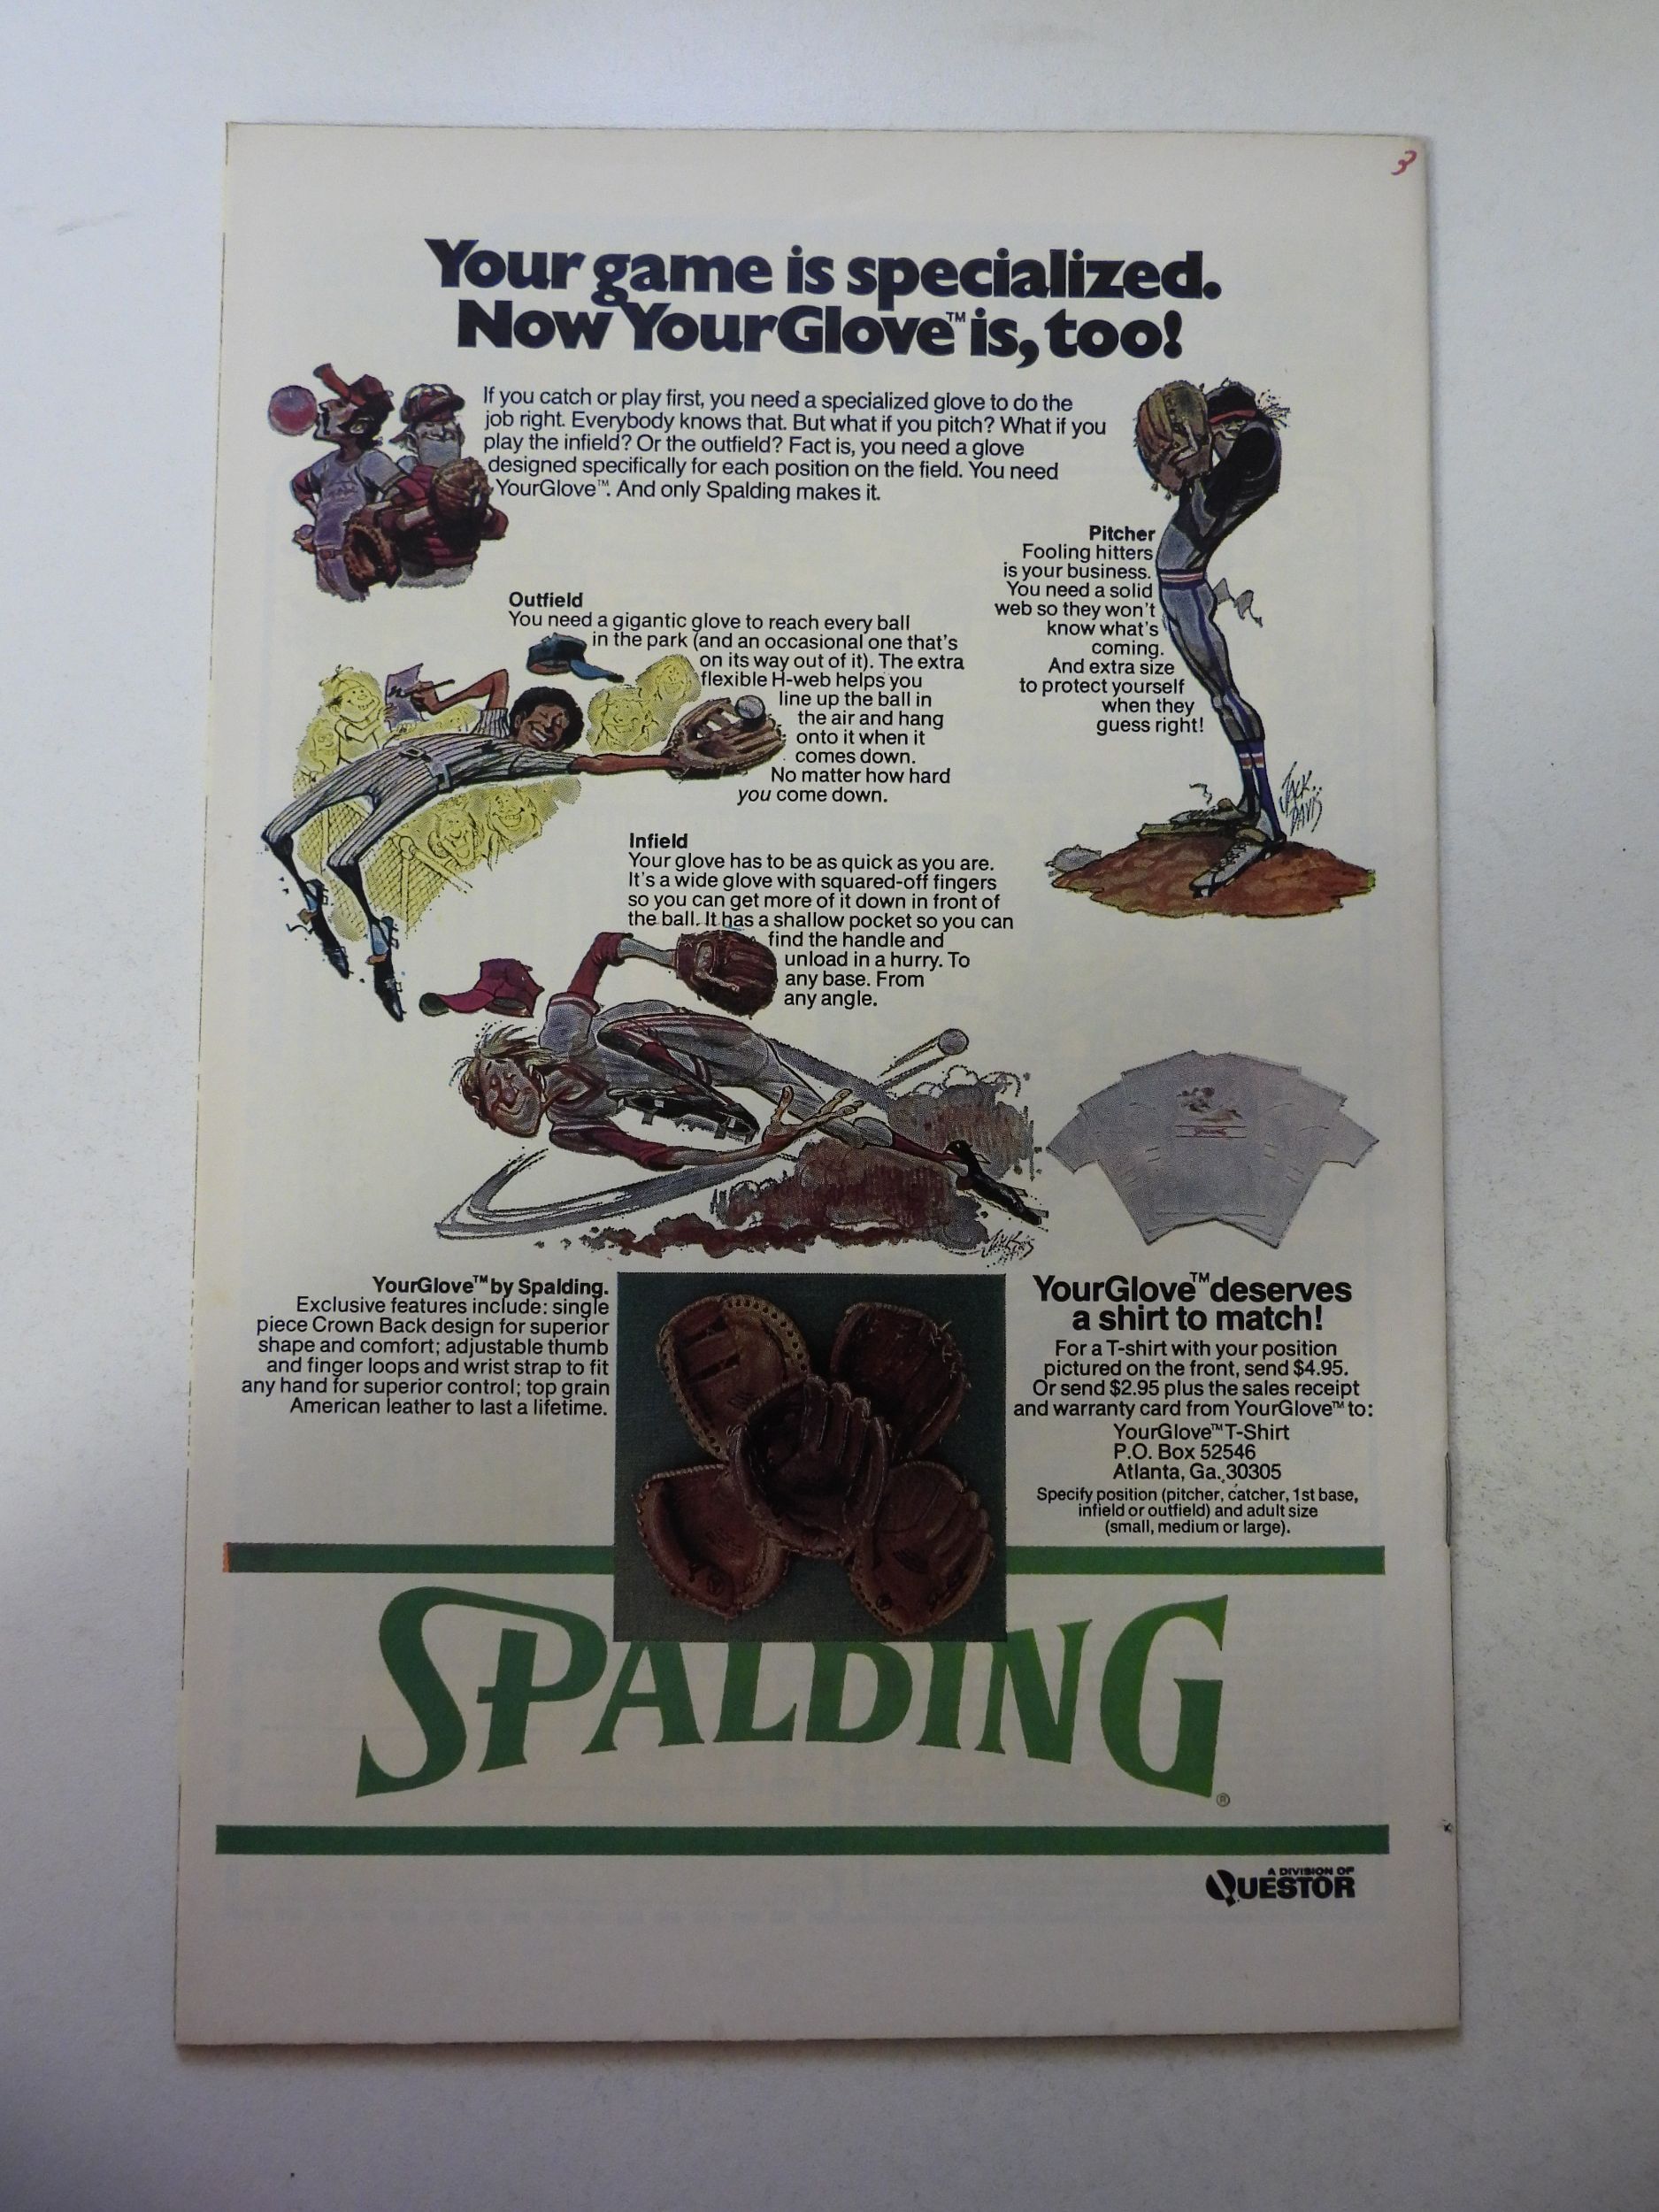 3
Your game is specialized.
Now YourGlove™ is, too!
If you catch or play first, you need a specialized glove to do the
job right. Everybody knows that. But what if you pitch? What if you
play the infield? Or the outfield? Fact is, you need a glove
designed specifically for each position on the field. You need
YourGlove™. And only Spalding makes it.
Pitcher
Fooling hitters
is your business.
You need a solid
web so they won't
know what's
coming.
And extra size
to protect yourself
when they
guess right!
JACK DAVIS
Outfield
You need a gigantic glove to reach every ball
in the park (and an occasional one that's
on its way out of it). The extra
flexible H-web helps you
line up the ball in
the air and hang
onto it when it
comes down.
No matter how hard
you come down.
Infield
Your glove has to be as quick as you are.
It's a wide glove with squared-off fingers
so you can get more of it down in front of
the ball. It has a shallow pocket so you can
find the handle and
unload in a hurry. To
any base. From
any angle.
JACK DAVIS
SPALDING
YourGlove™ by Spalding.
Exclusive features include: single
piece Crown Back design for superior
shape and comfort; adjustable thumb
and finger loops and wrist strap to fit
any hand for superior control; top grain
American leather to last a lifetime.
YourGlove™ deserves
a shirt to match!
For a T-shirt with your position
pictured on the front, send $4.95.
Or send $2.95 plus the sales receipt
and warranty card from YourGlove™ to:
YourGlove™ T-Shirt
P.O. Box 52546
Atlanta, Ga. 30305
Specify position (pitcher, catcher, 1st base,
infield or outfield) and adult size
(small, medium or large).
SPALDING®
A DIVISION OF
QUESTOR